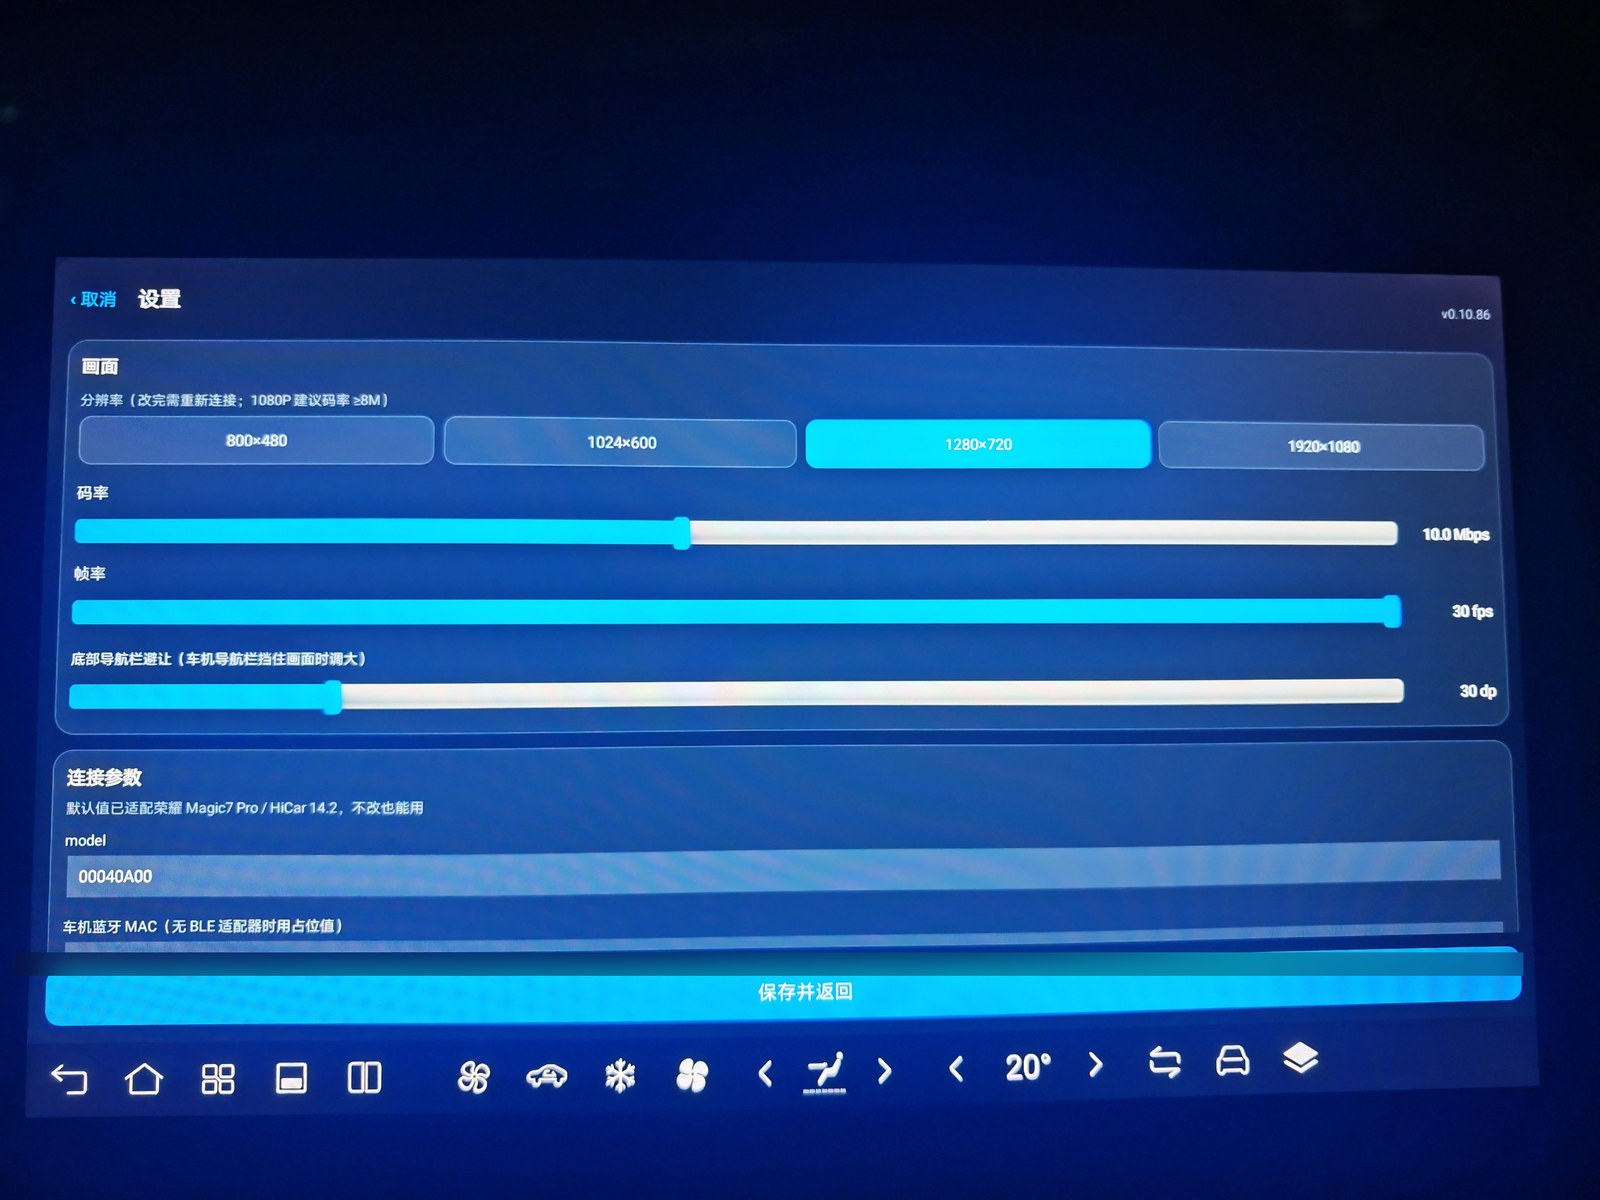 ‹ 取消 设置
v0.10.86
画面
分辨率（改完需重新连接；1080P 建议码率 ≥8M）
800×480 1024×600 1280×720 1920×1080
码率
10.0 Mbps
帧率
30 fps
底部导航栏避让（车机导航栏挡住画面时调大）
30 dp
连接参数
默认值已适配荣耀 Magic7 Pro / HiCar 14.2，不改也能用
model
00040A00
车机蓝牙 MAC（无 BLE 适配器时用占位值）
保存并返回
20°